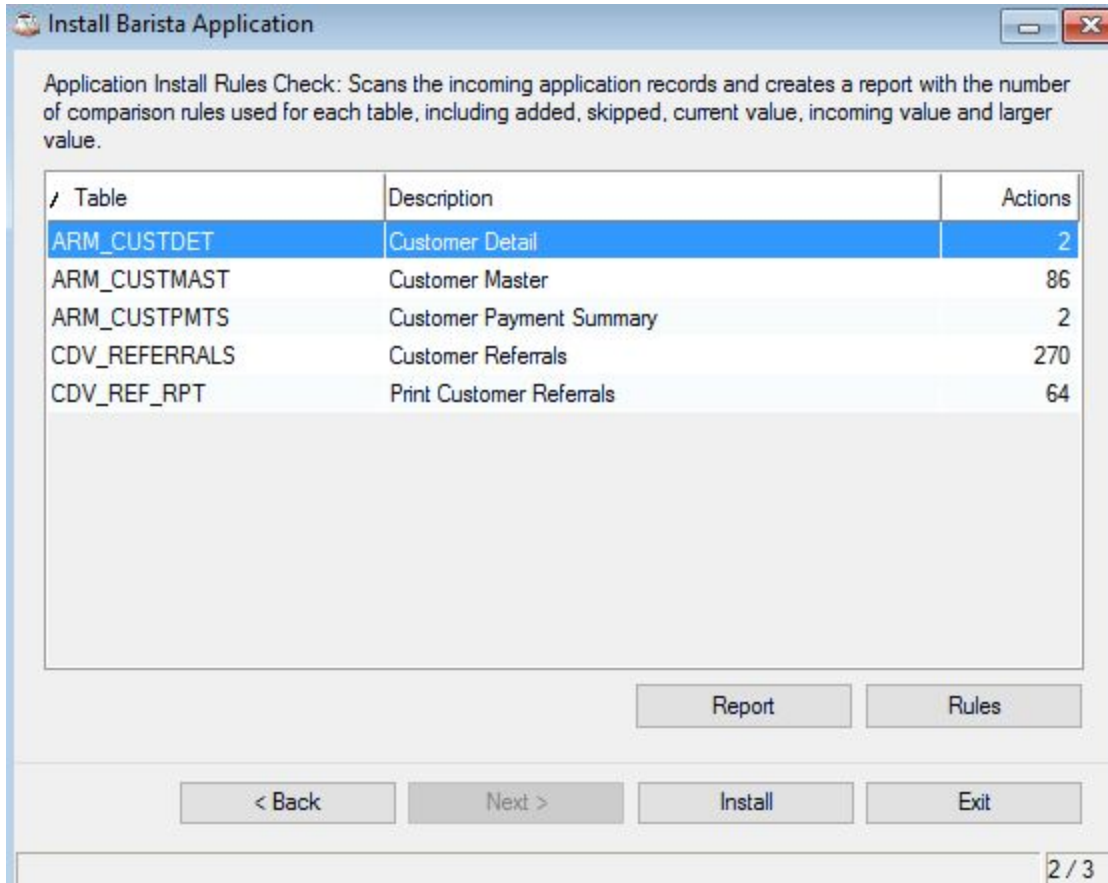 Install Barista Application
Application Install Rules Check: Scans the incoming application records and creates a report with the number
of comparison rules used for each table, including added, skipped, current value, incoming value and larger
value.
Table Description Actions
ARM_CUSTDET Customer Detail 2
ARM_CUSTMAST Customer Master 86
ARM_CUSTPMTS Customer Payment Summary 2
CDV_REFERRALS Customer Referrals 270
CDV_REF_RPT Print Customer Referrals 64
Report Rules
< Back Next > Install Exit
2 / 3